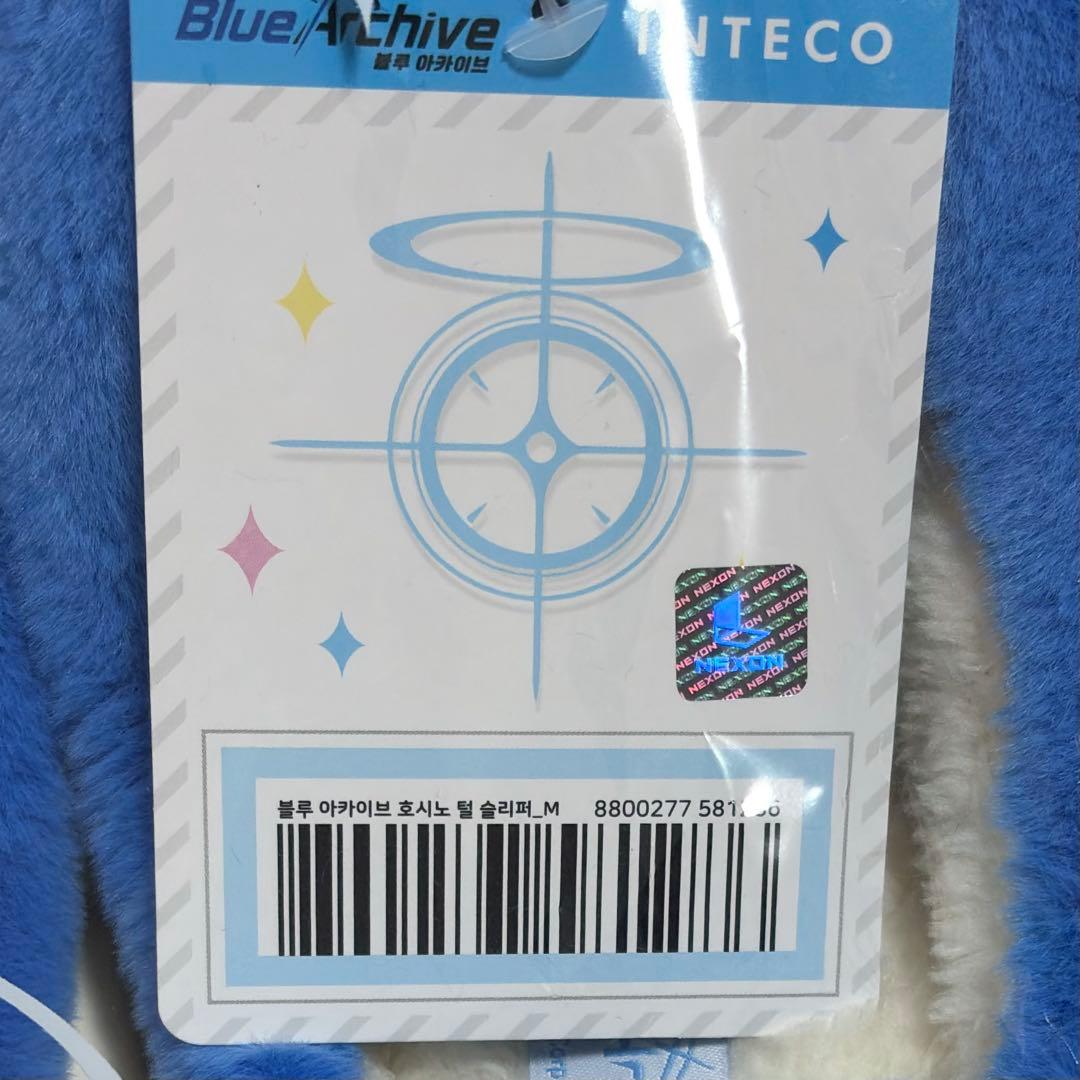 Blue Archive
블루 아카이브
INTECO
NEXON
블루 아카이브 호시노 털 슬리퍼_M
8800277